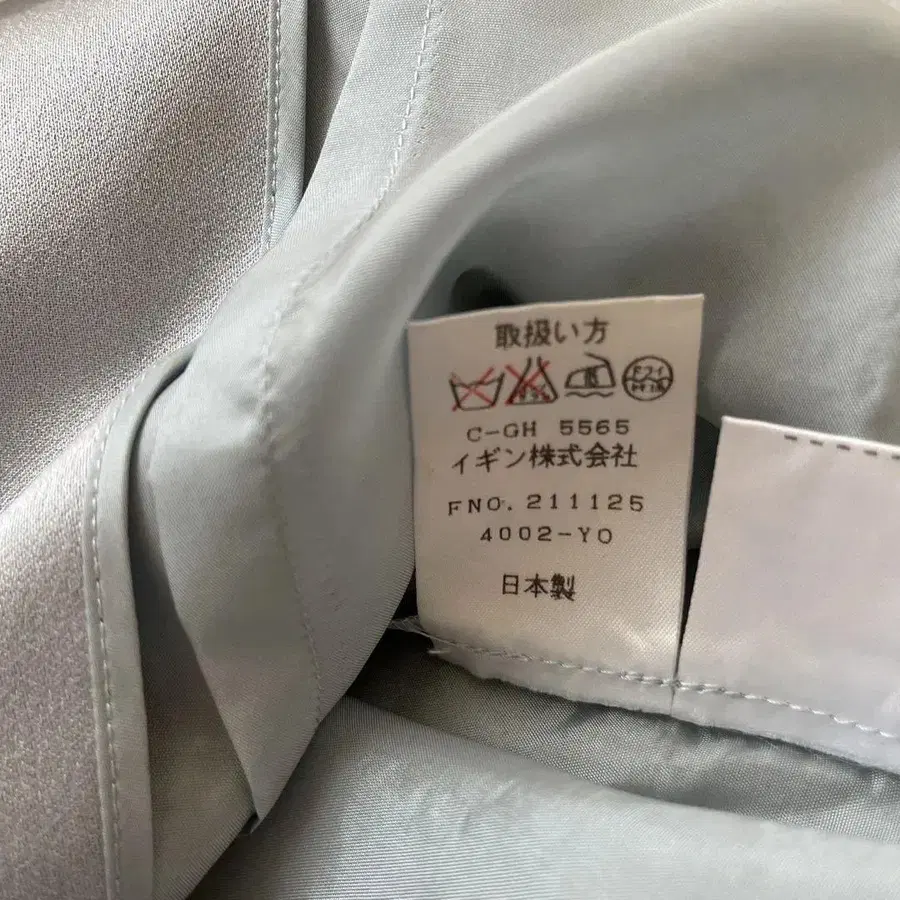 取扱い方
C-GH 5565
イギン株式会社
FNO. 211125
4002-YO
日本製